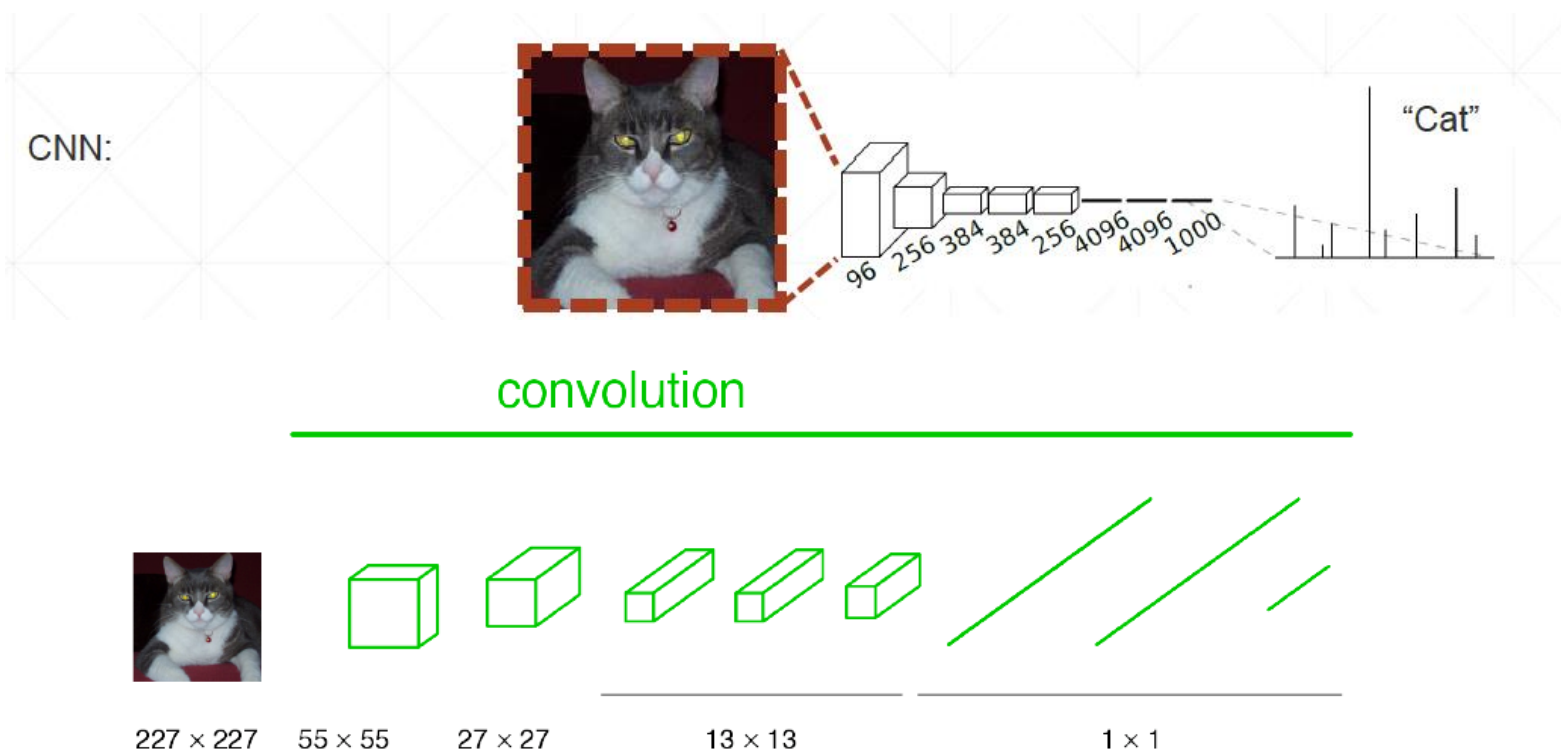 CNN:
“Cat”
96 256 384 384 256 4096 4096 1000
convolution
227 × 227 55 × 55 27 × 27 13 × 13 1 × 1